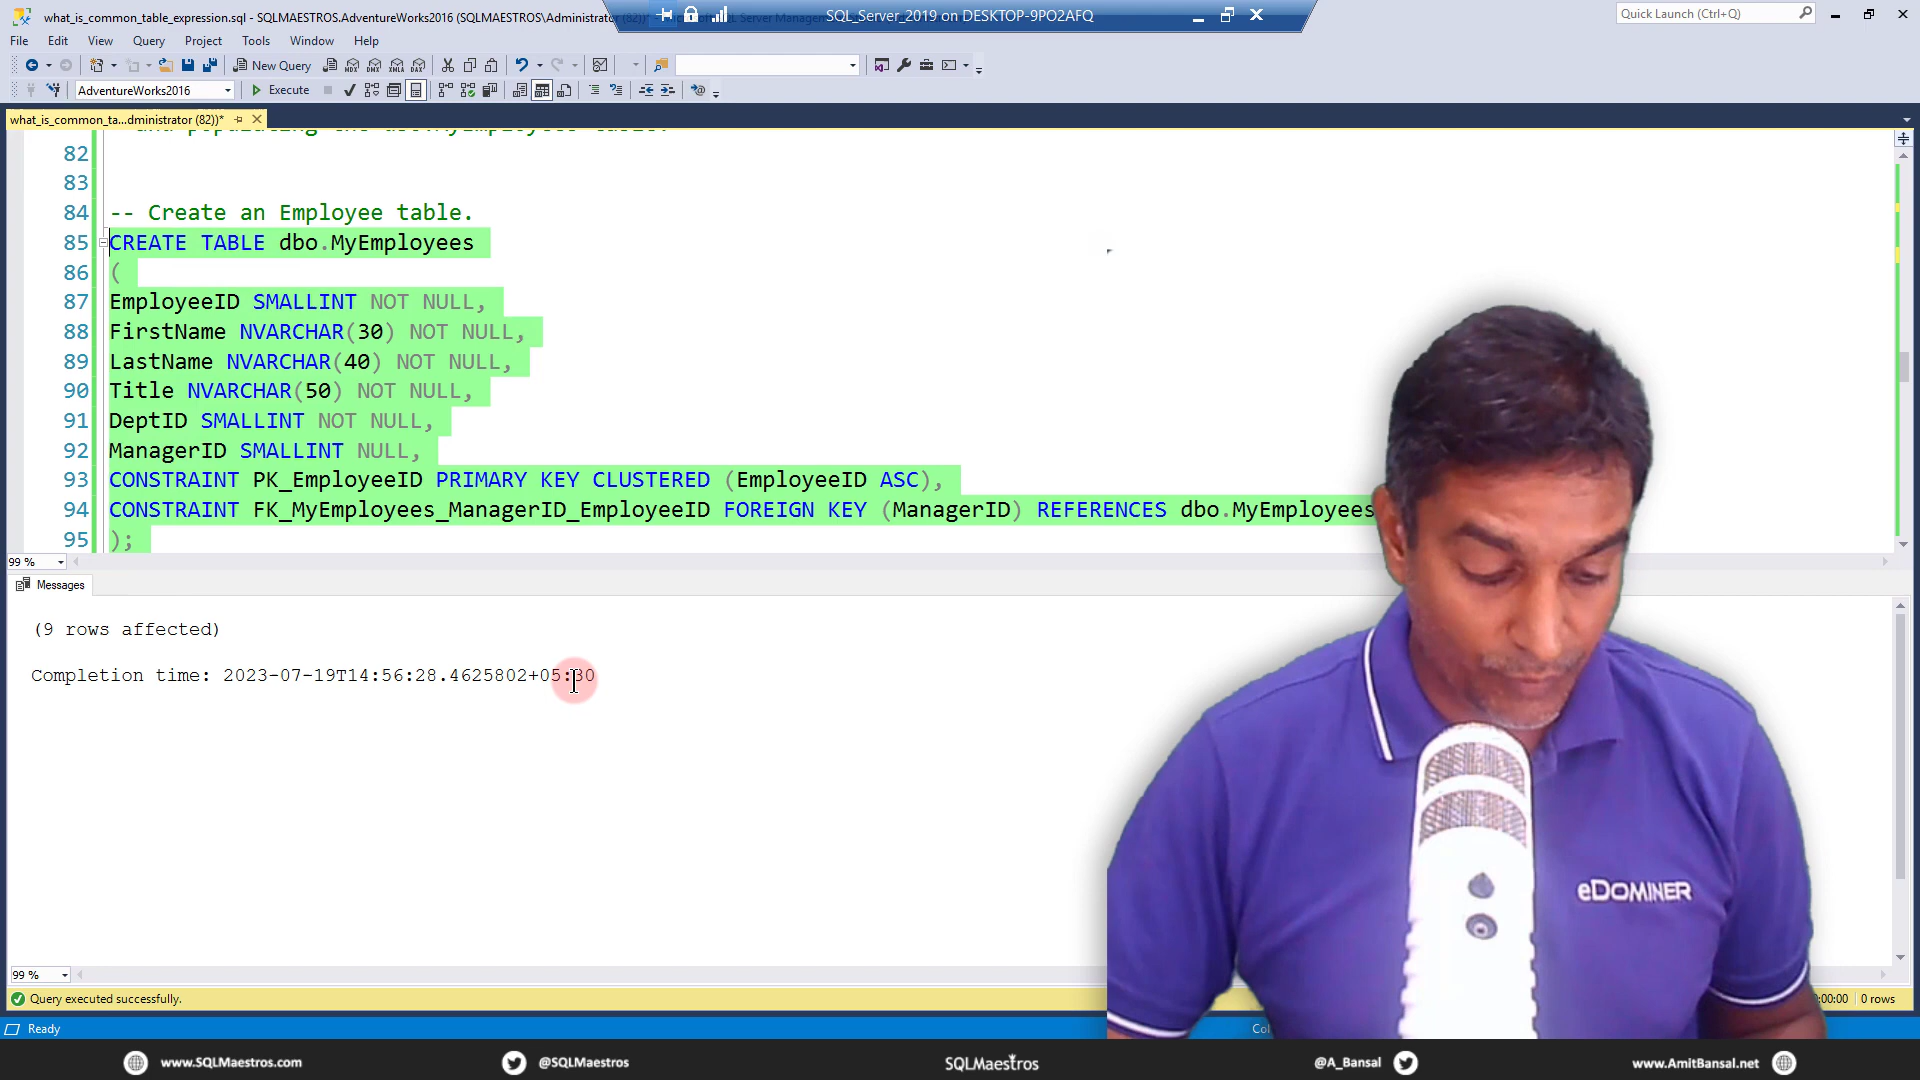 what_is_common_table_expression.sql - SQLMAESTROS.AdventureWorks2016 (SQLMAESTROS\Administrator (82))*
SQL_Server_2019 on DESKTOP-9PO2AFQ
Quick Launch (Ctrl+Q)
File Edit View Query Project Tools Window Help
New Query
AdventureWorks2016 Execute
what_is_common_ta...dministrator (82))*
82
83
84 -- Create an Employee table.
85 CREATE TABLE dbo.MyEmployees
86 (
87 EmployeeID SMALLINT NOT NULL,
88 FirstName NVARCHAR(30) NOT NULL,
89 LastName NVARCHAR(40) NOT NULL,
90 Title NVARCHAR(50) NOT NULL,
91 DeptID SMALLINT NOT NULL,
92 ManagerID SMALLINT NULL,
93 CONSTRAINT PK_EmployeeID PRIMARY KEY CLUSTERED (EmployeeID ASC),
94 CONSTRAINT FK_MyEmployees_ManagerID_EmployeeID FOREIGN KEY (ManagerID) REFERENCES dbo.MyEmployees
95 );
99 %
Messages
(9 rows affected)
Completion time: 2023-07-19T14:56:28.4625802+05:30
eDOMINER
99 %
Query executed successfully.
:00:00 0 rows
Ready
www.SQLMaestros.com @SQLMaestros SQLMaestros @A_Bansal www.AmitBansal.net